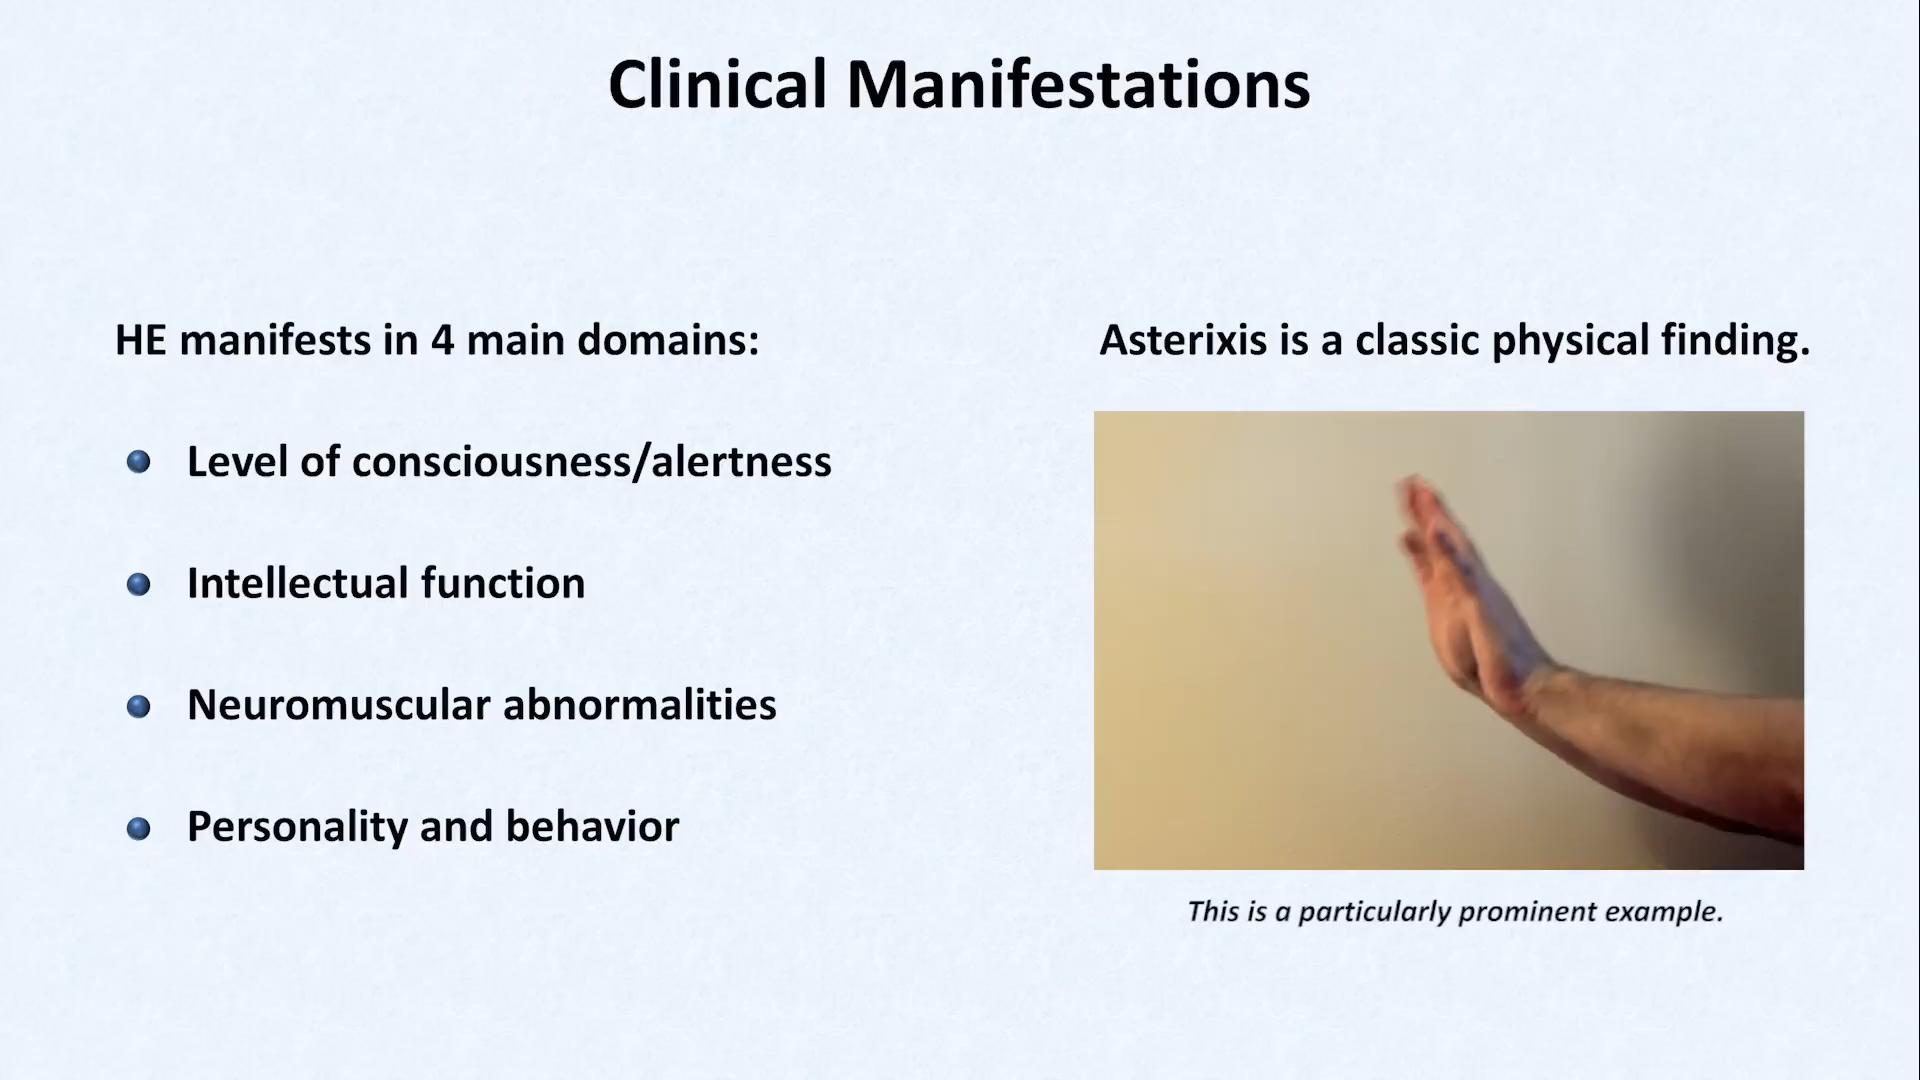 Clinical Manifestations
HE manifests in 4 main domains:
Level of consciousness/alertness
Intellectual function
Neuromuscular abnormalities
Personality and behavior
Asterixis is a classic physical finding.
This is a particularly prominent example.